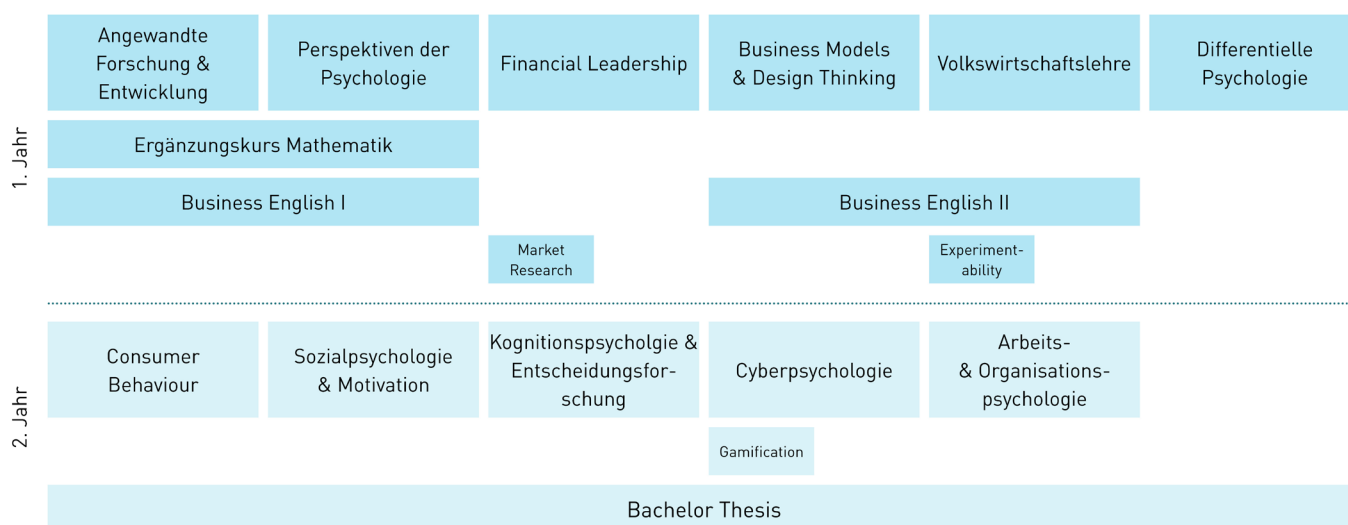 1. Jahr
Angewandte
Forschung &
Entwicklung
Perspektiven der
Psychologie
Financial Leadership
Business Models
& Design Thinking
Volkswirtschaftslehre
Differentielle
Psychologie
Ergänzungskurs Mathematik
Business English I
Business English II
Market
Research
Experiment-
ability
2. Jahr
Consumer
Behaviour
Sozialpsychologie
& Motivation
Kognitionspsycholgie &
Entscheidungsfor-
schung
Cyberpsychologie
Arbeits-
& Organisations-
psychologie
Gamification
Bachelor Thesis